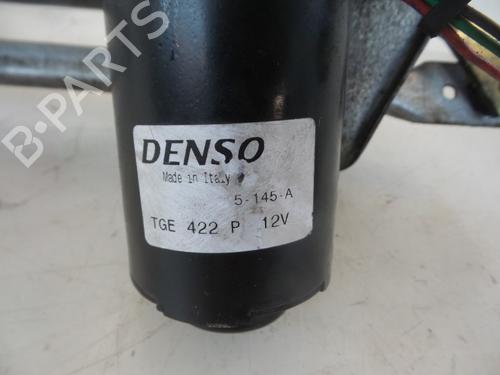 B-PARTS
DENSO
Made in Italy
5-145-A
TGE 422 P 12V